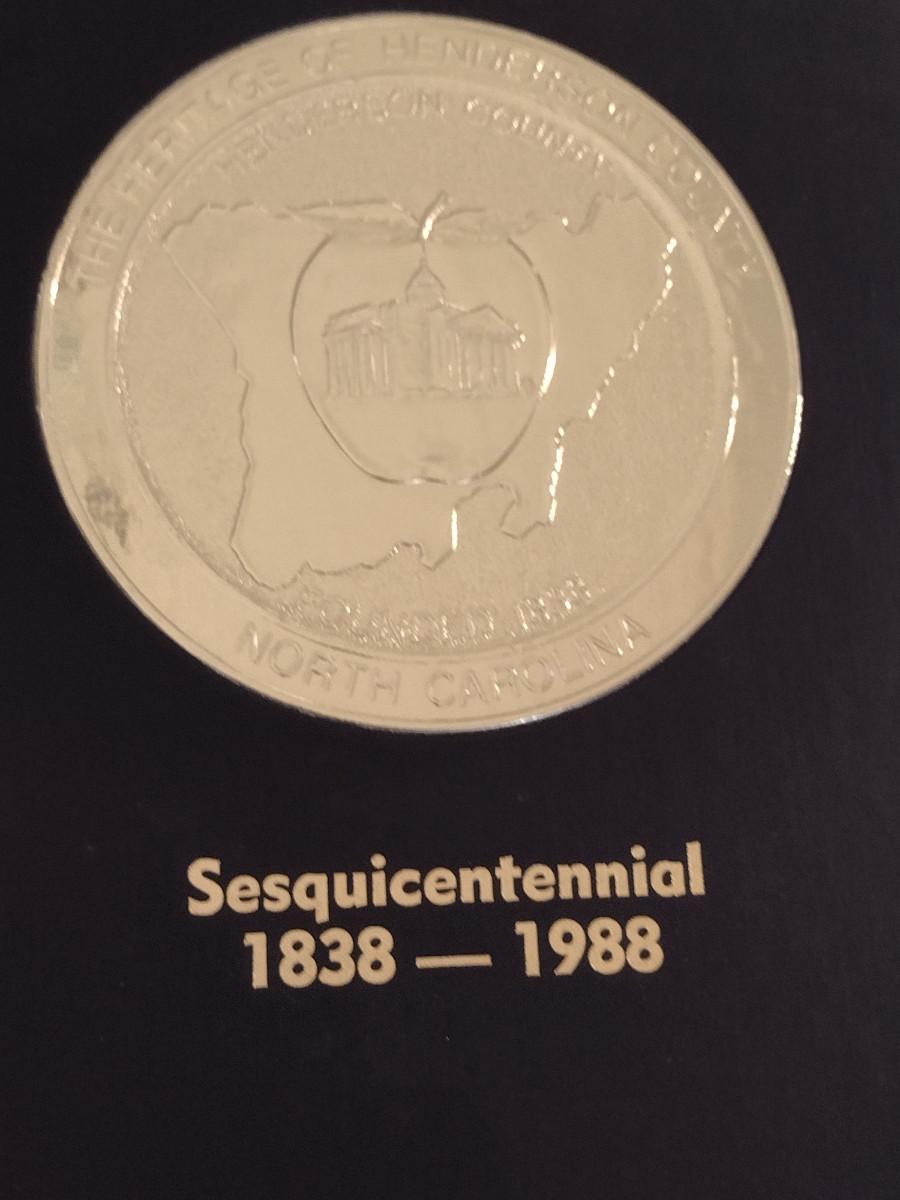 THE HERITAGE OF HENDERSON COUNTY
HENDERSON COUNTY
FOUNDED 1838
NORTH CAROLINA
Sesquicentennial
1838 — 1988